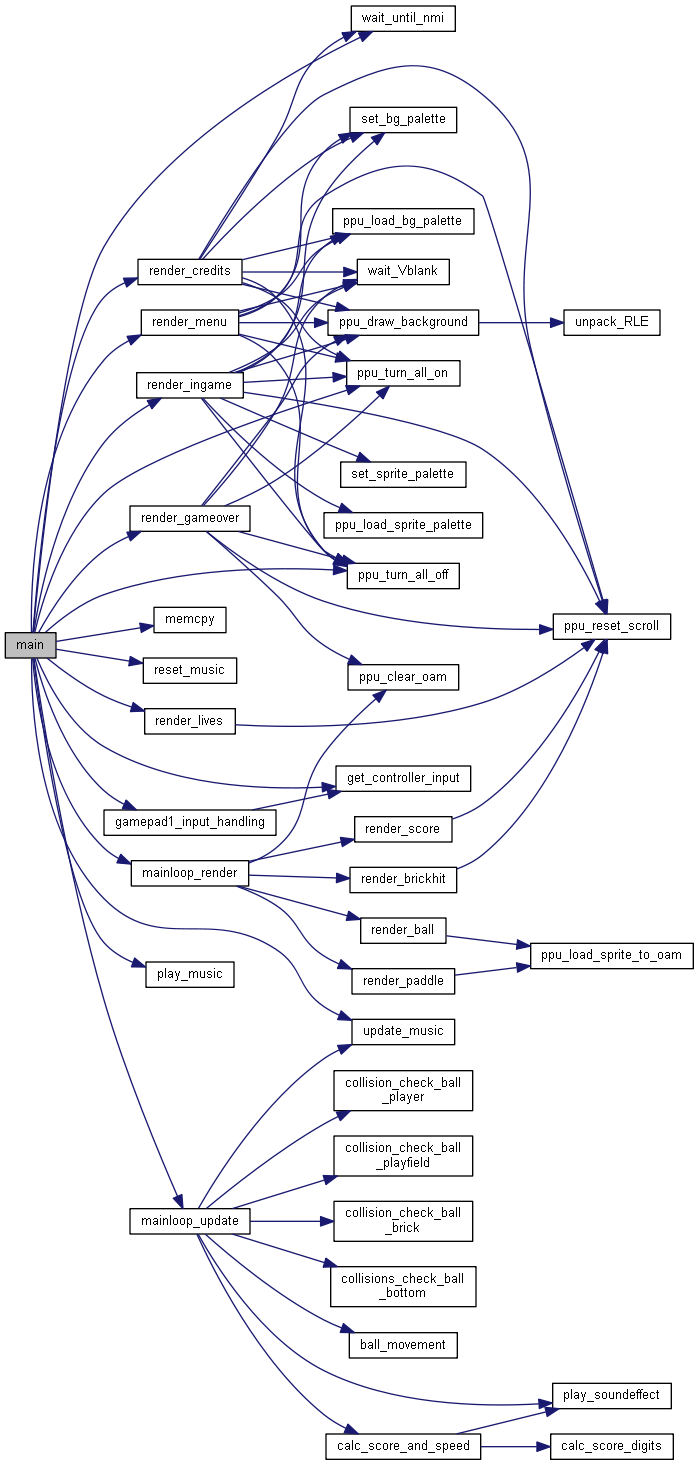 wait_until_nmi
set_bg_palette
ppu_load_bg_palette
render_credits
wait_Vblank
render_menu
ppu_draw_background
unpack_RLE
ppu_turn_all_on
render_ingame
set_sprite_palette
render_gameover
ppu_load_sprite_palette
ppu_turn_all_off
memcpy
ppu_reset_scroll
main
reset_music
ppu_clear_oam
render_lives
get_controller_input
gamepad1_input_handling
render_score
mainloop_render
render_brickhit
render_ball
ppu_load_sprite_to_oam
play_music
render_paddle
update_music
collision_check_ball
_player
collision_check_ball
_playfield
mainloop_update
collision_check_ball
_brick
collisions_check_ball
_bottom
ball_movement
play_soundeffect
calc_score_and_speed
calc_score_digits